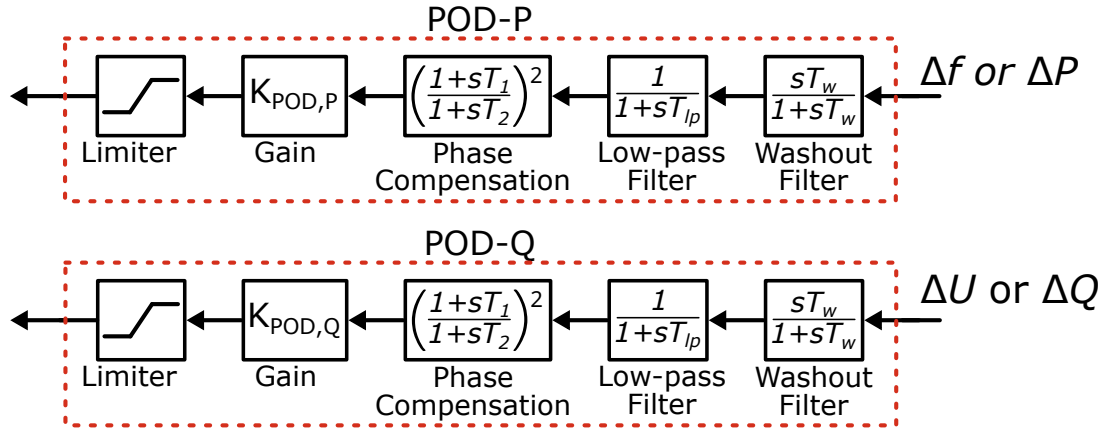 POD-P
K_POD,P
(1+sT_1 / 1+sT_2)^2
1 / 1+sT_lp
sT_w / 1+sT_w
Δf or ΔP
Limiter
Gain
Phase
Compensation
Low-pass
Filter
Washout
Filter
POD-Q
K_POD,Q
(1+sT_1 / 1+sT_2)^2
1 / 1+sT_lp
sT_w / 1+sT_w
ΔU or ΔQ
Limiter
Gain
Phase
Compensation
Low-pass
Filter
Washout
Filter